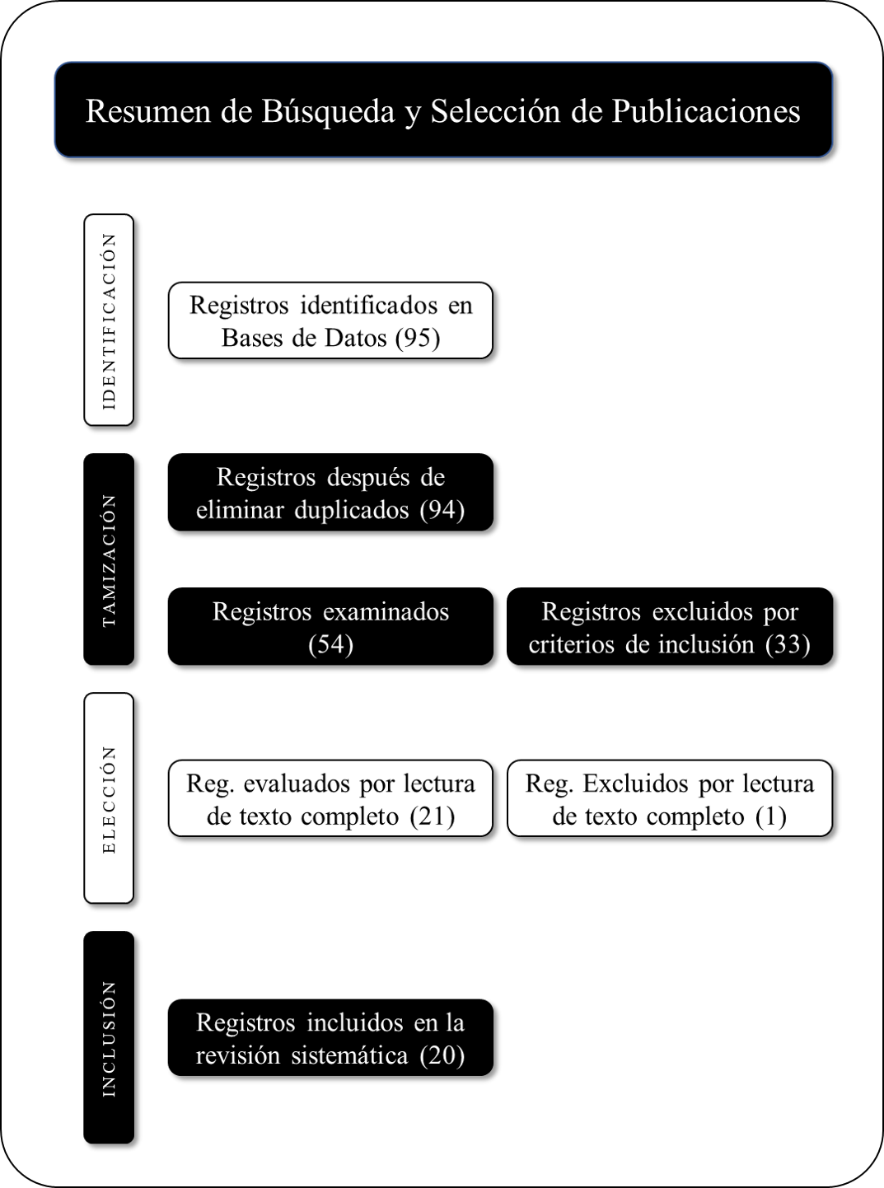 Resumen de Búsqueda y Selección de Publicaciones
IDENTIFICACIÓN
Registros identificados en
Bases de Datos (95)
TAMIZACIÓN
Registros después de
eliminar duplicados (94)
Registros examinados
(54)
Registros excluidos por
criterios de inclusión (33)
ELECCIÓN
Reg. evaluados por lectura
de texto completo (21)
Reg. Excluidos por lectura
de texto completo (1)
INCLUSIÓN
Registros incluidos en la
revisión sistemática (20)